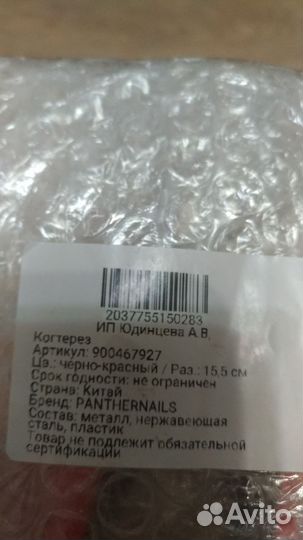 2037755150283
ИП Юдинцева А.В.
Когтерез
Артикул: 900467927
Цв.: черно-красный / Раз.: 15,5 см
Срок годности: не ограничен
Страна: Китай
Бренд: PANTHERNAILS
Состав: металл, нержавеющая
сталь, пластик
Товар не подлежит обязательной
сертификации
Avito